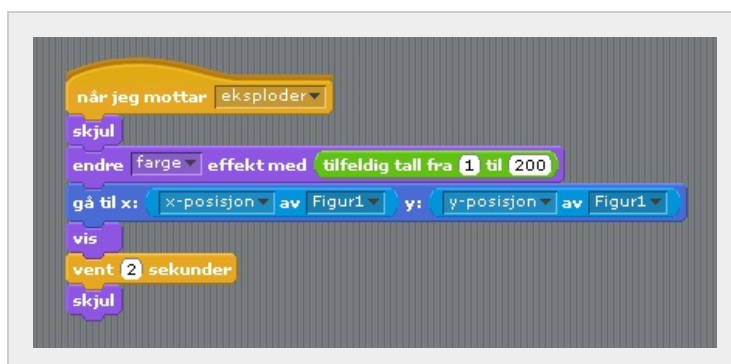 når jeg mottar eksploder
skjul
endre farge effekt med tilfeldig tall fra 1 til 200
gå til x: x-posisjon av Figur1 y: y-posisjon av Figur1
vis
vent 2 sekunder
skjul